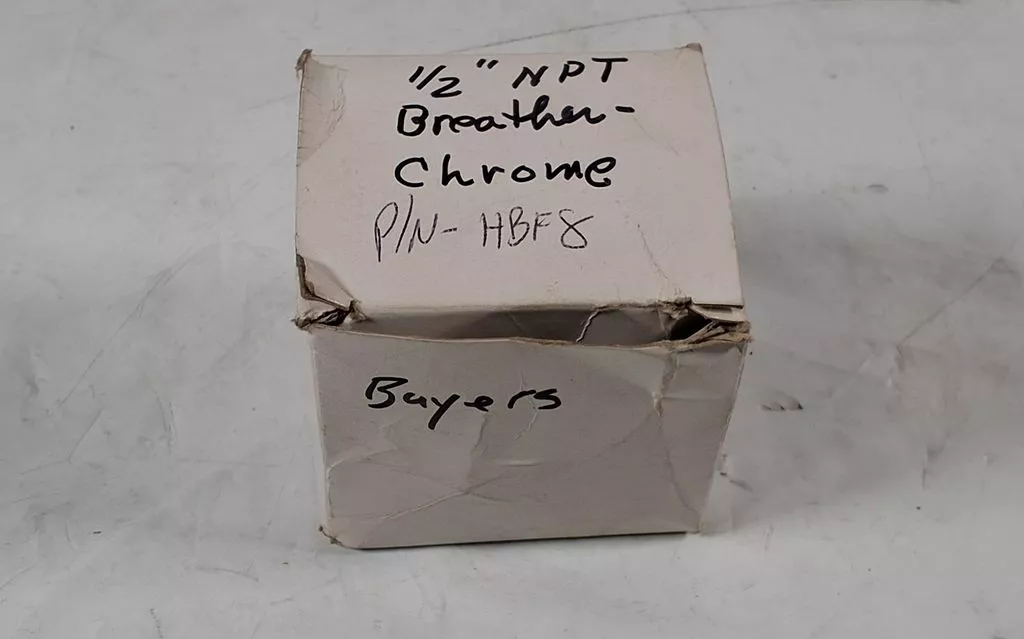 1/2" NPT
Breather-
Chrome
P/N- HBF8
Buyers